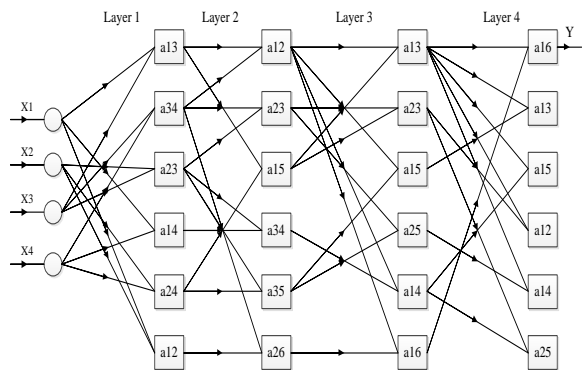 Layer 1 Layer 2 Layer 3 Layer 4
a13 a12 a13 a16 Y
X1 a34 a23 a23 a13
X2 a23 a15 a15 a15
X3 a14 a34 a25 a12
X4 a24 a35 a14 a14
a12 a26 a16 a25